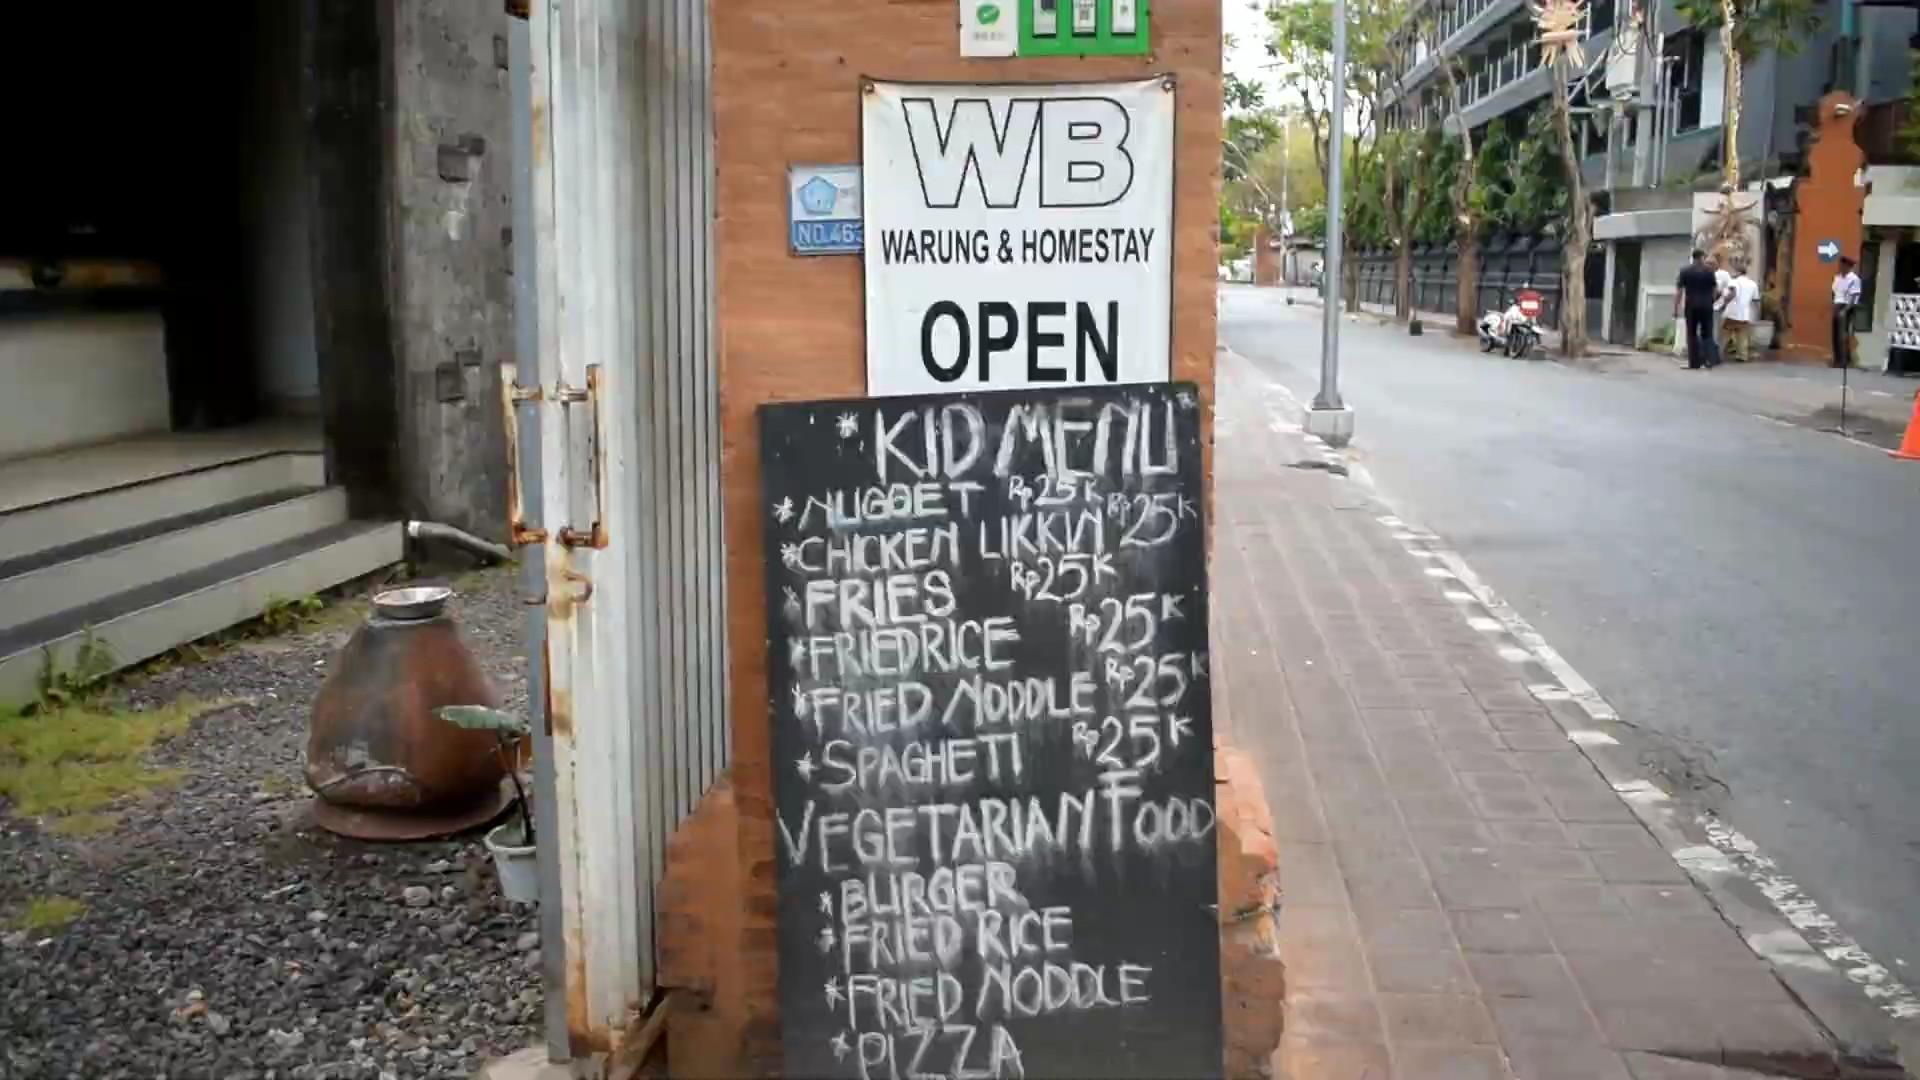 WB
WARUNG & HOMESTAY
OPEN
NO.46
* KID MENU
* NUGGET Rp25K
* CHICKEN LIKKIN Rp25K
* FRIES Rp25K
* FRIEDRICE Rp25K
* FRIED NODDLE Rp25K
* SPAGHETI Rp25K
VEGETARIAN FOOD
* BURGER
* FRIED RICE
* FRIED NODDLE
* PIZZA